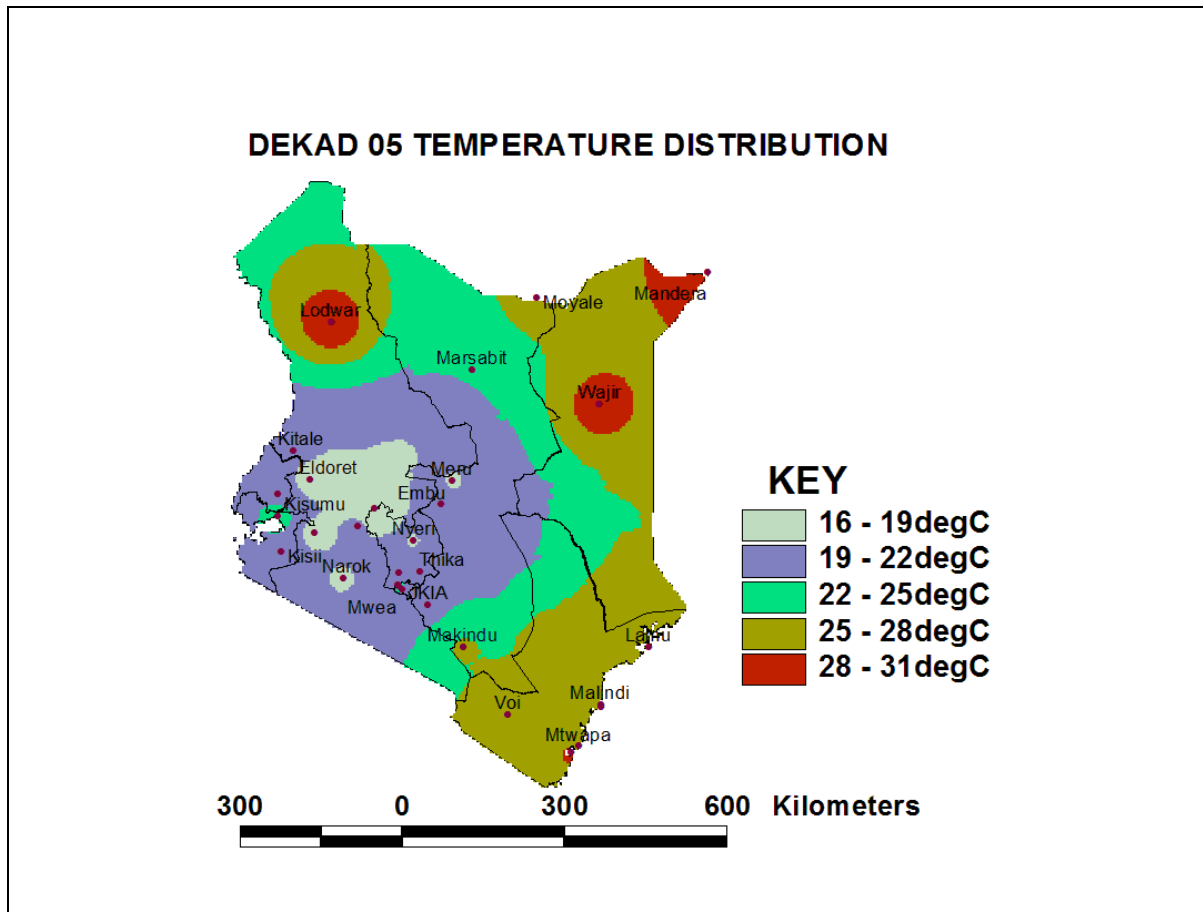 DEKAD 05 TEMPERATURE DISTRIBUTION
Mandera
Moyale
Lodwar
Marsabit
Wajir
Kitale
Eldoret
Meru
Embu
Kisumu
Nyeri
Kisii
Narok
Thika
JKIA
Mwea
Makindu
Lamu
Voi
Malindi
Mtwapa
KEY
16 - 19degC
19 - 22degC
22 - 25degC
25 - 28degC
28 - 31degC
300 0 300 600 Kilometers